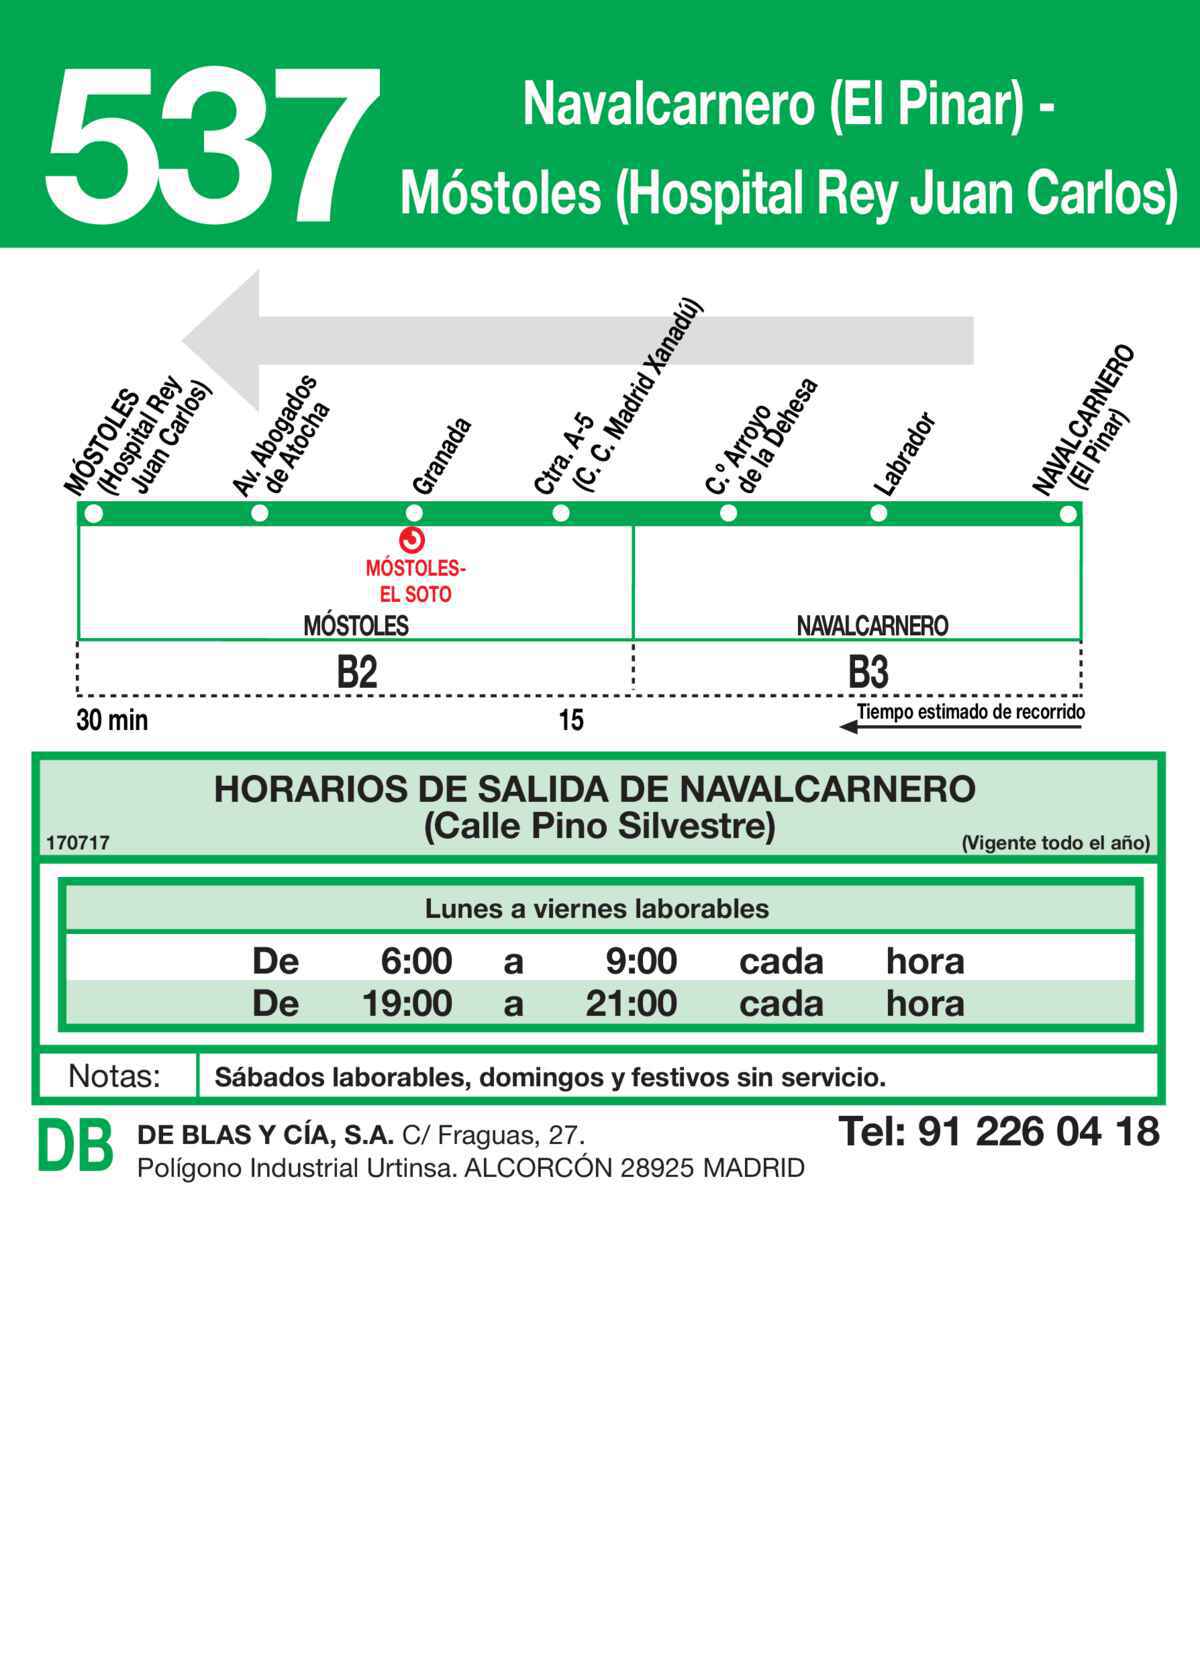 537
Navalcarnero (El Pinar) -
Móstoles (Hospital Rey Juan Carlos)
MÓSTOLES
(Hospital Rey
Juan Carlos)
Av. Abogados
de Atocha
Granada
Ctra. A-5
(C. C. Madrid Xanadú)
C.º Arroyo
de la Dehesa
Labrador
NAVALCARNERO
(El Pinar)
MÓSTOLES-
EL SOTO
MÓSTOLES NAVALCARNERO
B2 B3
30 min 15 Tiempo estimado de recorrido
HORARIOS DE SALIDA DE NAVALCARNERO
(Calle Pino Silvestre)
170717 (Vigente todo el año)
Lunes a viernes laborables
De 6:00 a 9:00 cada hora
De 19:00 a 21:00 cada hora
Notas: Sábados laborables, domingos y festivos sin servicio.
DB DE BLAS Y CÍA, S.A. C/ Fraguas, 27. Tel: 91 226 04 18
Polígono Industrial Urtinsa. ALCORCÓN 28925 MADRID